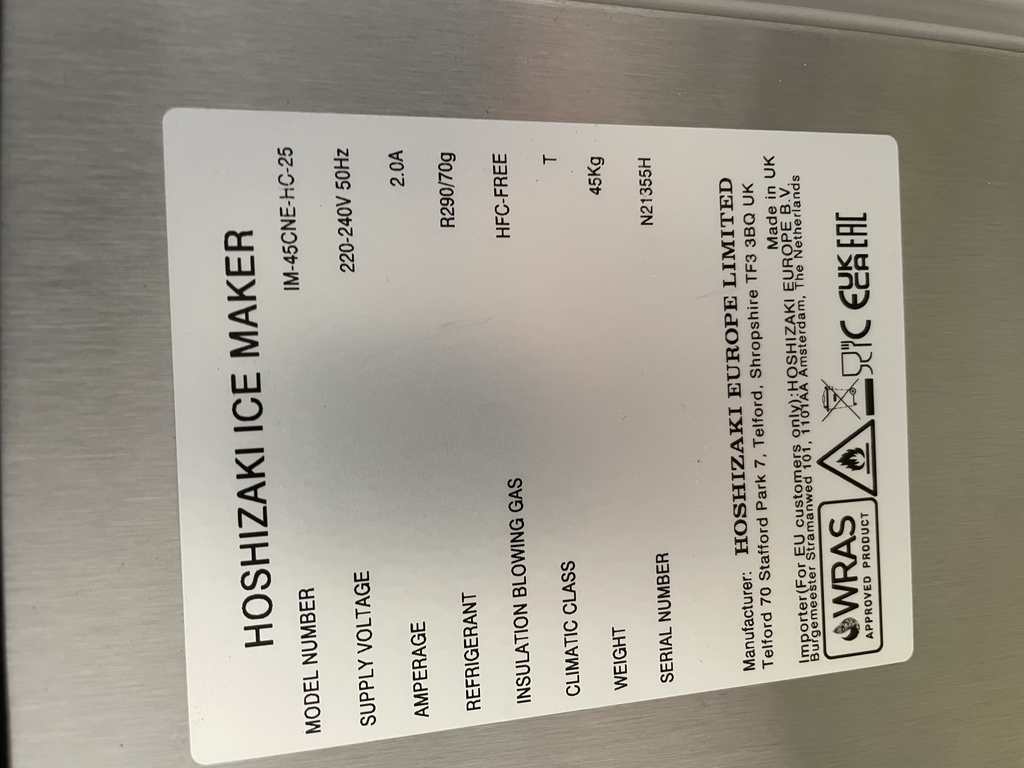 HOSHIZAKI ICE MAKER
MODEL NUMBER IM-45CNE-HC-25
SUPPLY VOLTAGE 220-240V 50Hz
AMPERAGE 2.0A
REFRIGERANT R290/70g
INSULATION BLOWING GAS HFC-FREE
CLIMATIC CLASS T
WEIGHT 45Kg
SERIAL NUMBER N21355H
Manufacturer: HOSHIZAKI EUROPE LIMITED
Telford 70 Stafford Park 7, Telford, Shropshire TF3 3BQ UK
Made in UK
Importer(For EU customers only):HOSHIZAKI EUROPE B.V.
Burgemeester Stramanweg 101, 1101AA Amsterdam, The Netherlands
WRAS
APPROVED PRODUCT
CE UK CA EAC